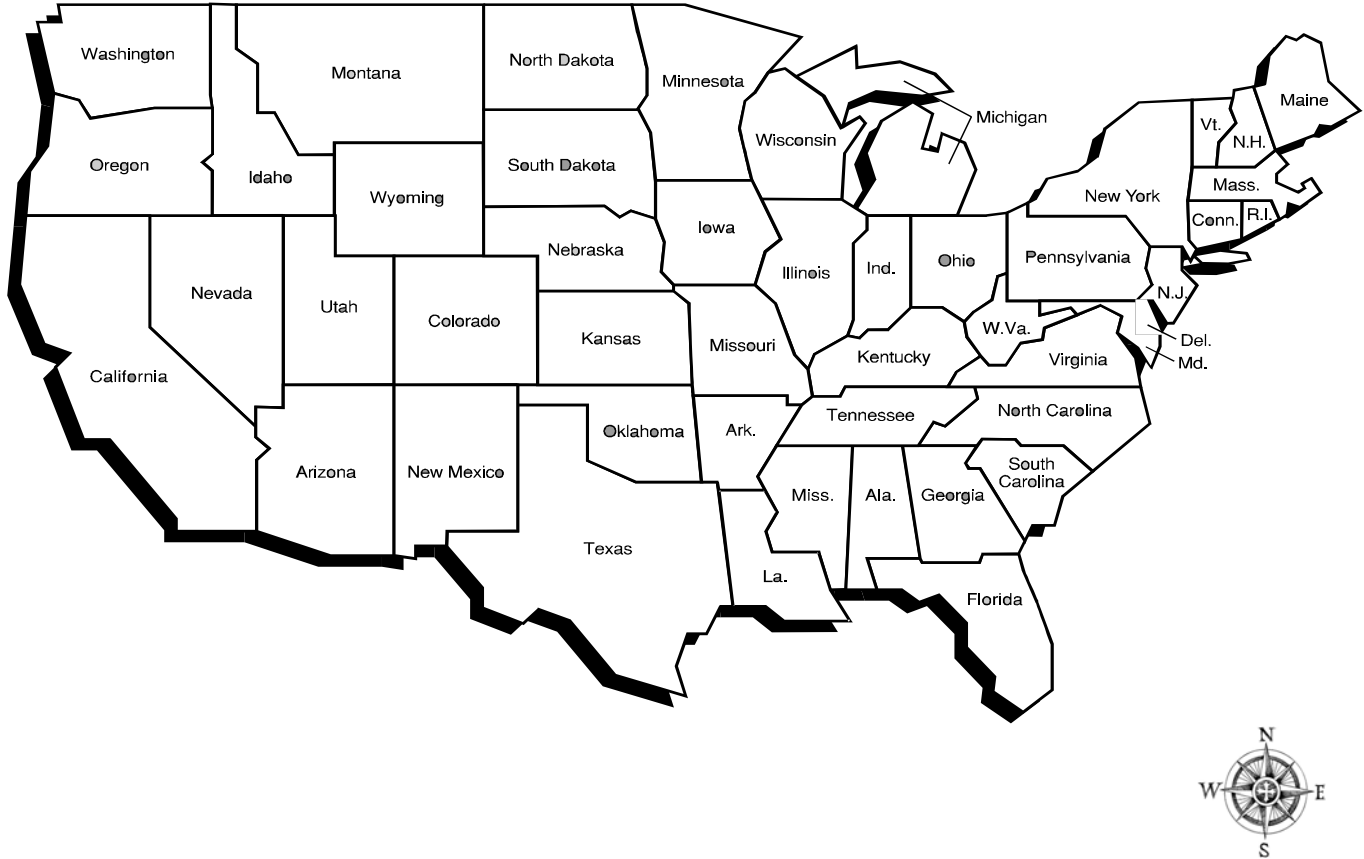 Washington
Montana
North Dakota
Minnesota
Michigan
Maine
Vt.
N.H.
Wisconsin
Oregon
Idaho
South Dakota
Wyoming
New York
Mass.
Conn.
R.I.
Iowa
Nebraska
Pennsylvania
Ohio
Ind.
Illinois
Nevada
Utah
Colorado
N.J.
Kansas
Missouri
W.Va.
Del.
Md.
Kentucky
Virginia
California
Tennessee
North Carolina
Oklahoma
Ark.
Arizona
New Mexico
South
Carolina
Miss.
Ala.
Georgia
Texas
La.
Florida
N
W
E
S